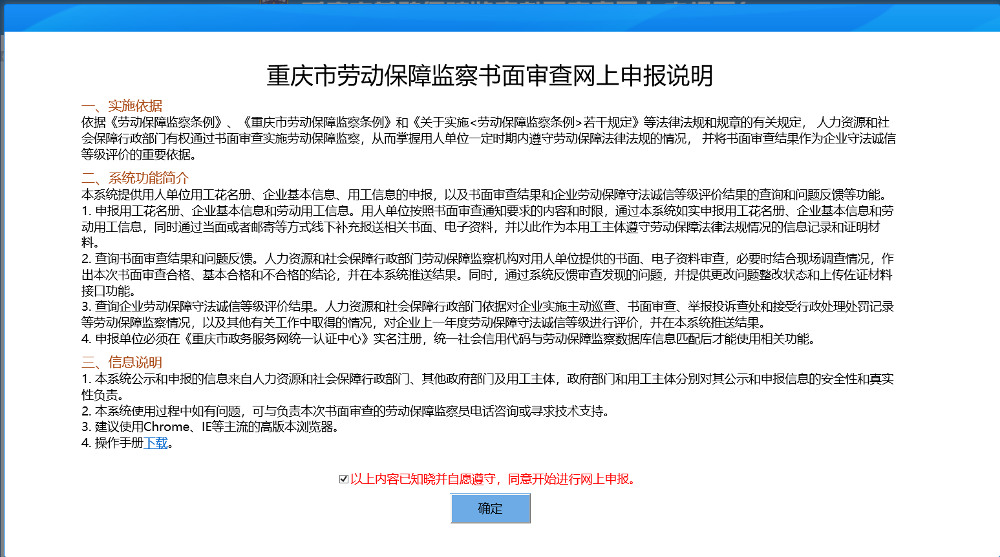 重庆市劳动保障监察书面审查网上申报说明
一、实施依据
依据《劳动保障监察条例》、《重庆市劳动保障监察条例》和《关于实施<劳动保障监察条例>若干规定》等法律法规和规章的有关规定， 人力资源和社
会保障行政部门有权通过书面审查实施劳动保障监察，从而掌握用人单位一定时期内遵守劳动保障法律法规的情况， 并将书面审查结果作为企业守法诚信
等级评价的重要依据。
二、系统功能简介
本系统提供用人单位用工花名册、企业基本信息、用工信息的申报，以及书面审查结果和企业劳动保障守法诚信等级评价结果的查询和问题反馈等功能。
1. 申报用工花名册、企业基本信息和劳动用工信息。用人单位按照书面审查通知要求的内容和时限，通过本系统如实申报用工花名册、企业基本信息和劳
动用工信息，同时通过当面或者邮寄等方式线下补充报送相关书面、电子资料，并以此作为本用工主体遵守劳动保障法律法规情况的信息记录和证明材
料。
2. 查询书面审查结果和问题反馈。人力资源和社会保障行政部门劳动保障监察机构对用人单位提供的书面、电子资料审查，必要时结合现场调查情况，作
出本次书面审查合格、基本合格和不合格的结论，并在本系统推送结果。同时，通过系统反馈审查发现的问题，并提供更改问题整改状态和上传佐证材料
接口功能。
3. 查询企业劳动保障守法诚信等级评价结果。人力资源和社会保障行政部门依据对企业实施主动巡查、书面审查、举报投诉查处和接受行政处理处罚记录
等劳动保障监察情况，以及其他有关工作中取得的情况，对企业上一年度劳动保障守法诚信等级进行评价，并在本系统推送结果。
4. 申报单位必须在《重庆市政务服务网统一认证中心》实名注册，统一社会信用代码与劳动保障监察数据库信息匹配后才能使用相关功能。
三、信息说明
1. 本系统公示和申报的信息来自人力资源和社会保障行政部门、其他政府部门及用工主体，政府部门和用工主体分别对其公示和申报信息的安全性和真实
性负责。
2. 本系统使用过程中如有问题，可与负责本次书面审查的劳动保障监察员电话咨询或寻求技术支持。
3. 建议使用Chrome、IE等主流的高版本浏览器。
4. 操作手册下载。
以上内容已知晓并自愿遵守，同意开始进行网上申报。
确定